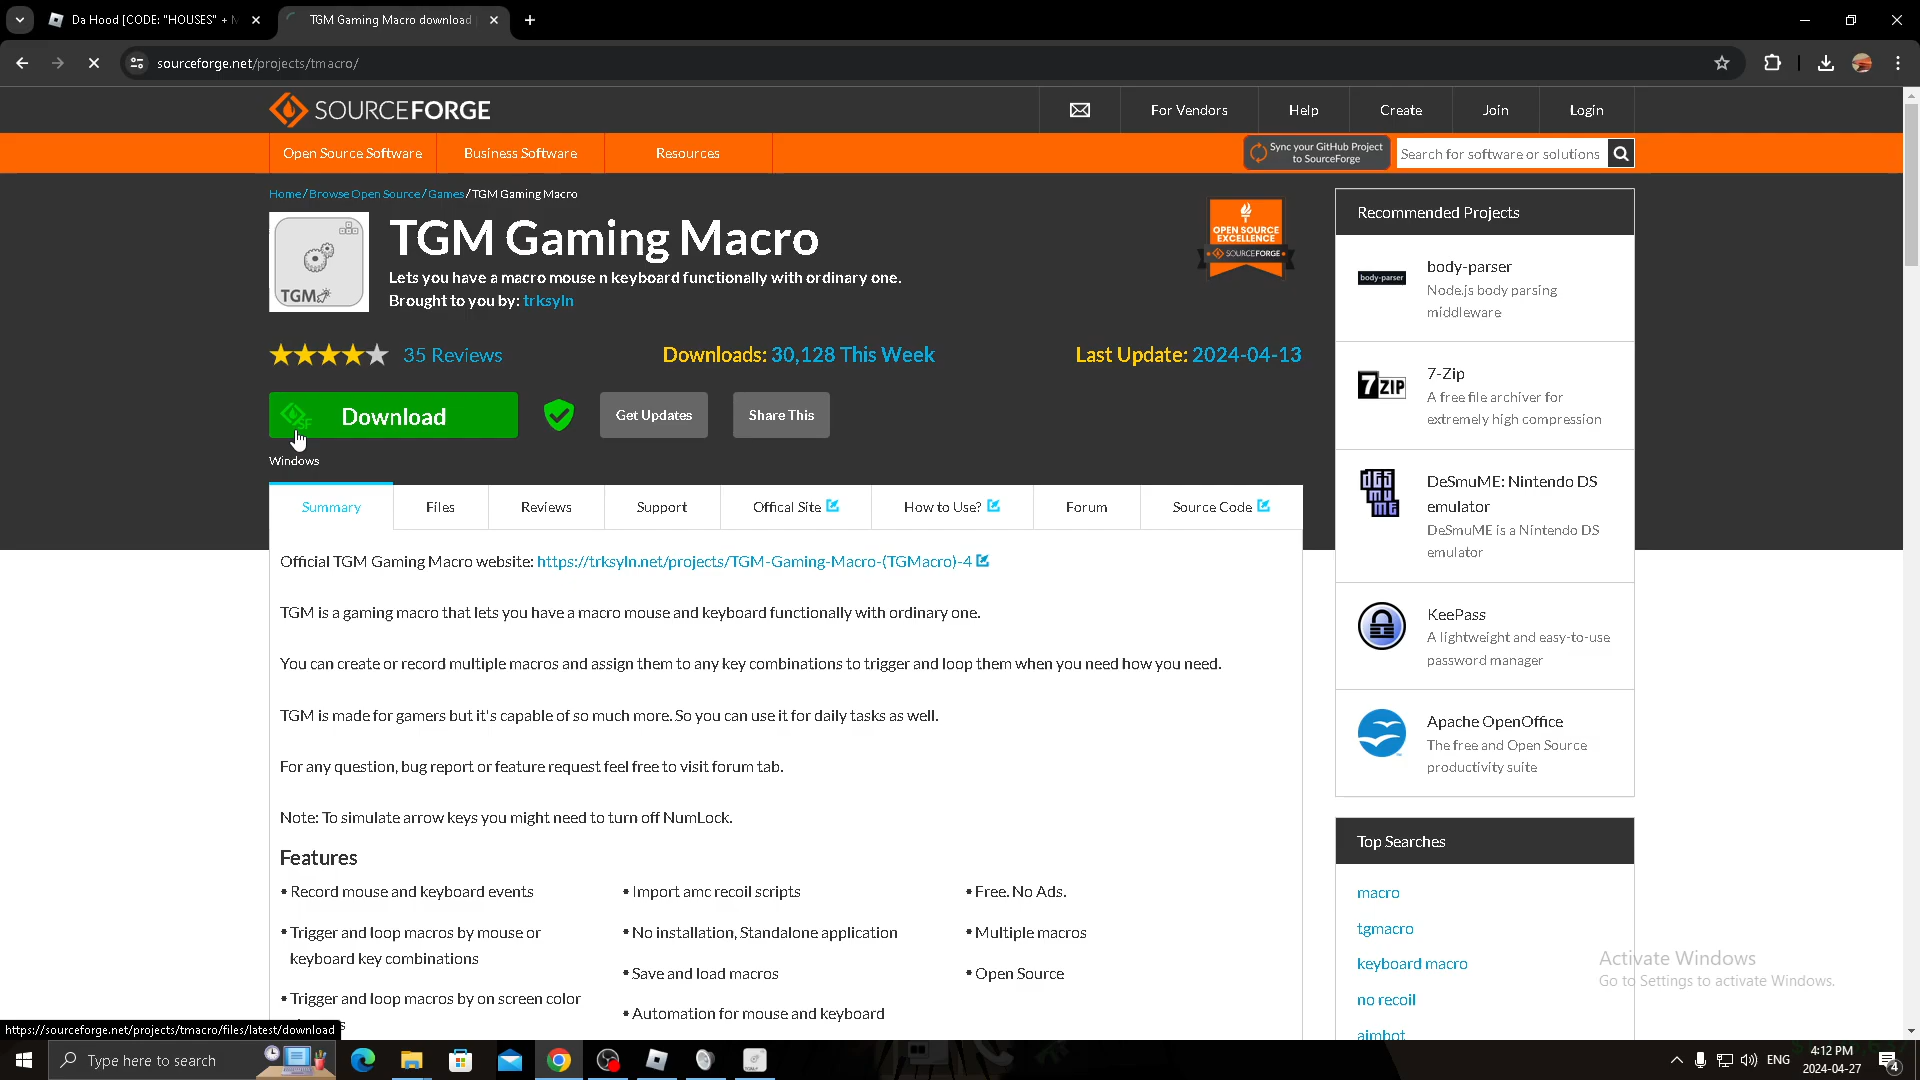 Da Hood [CODE: "HOUSES" +
TGM Gaming Macro download
sourceforge.net/projects/tmacro/
SOURCEFORGE
For Vendors
Help
Create
Join
Login
Open Source Software
Business Software
Resources
Sync your GitHub Project
to SourceForge
Search for software or solutions
Home / Browse Open Source / Games / TGM Gaming Macro
TGM
TGM Gaming Macro
Lets you have a macro mouse n keyboard functionally with ordinary one.
Brought to you by: trksyln
OPEN SOURCE
EXCELLENCE
SOURCEFORGE
35 Reviews
Downloads: 30,128 This Week
Last Update: 2024-04-13
SF
Download
Get Updates
Share This
Windows
Summary
Files
Reviews
Support
Offical Site
How to Use?
Forum
Source Code
Official TGM Gaming Macro website: https://trksyln.net/projects/TGM-Gaming-Macro-(TGMacro)-4
TGM is a gaming macro that lets you have a macro mouse and keyboard functionally with ordinary one.
You can create or record multiple macros and assign them to any key combinations to trigger and loop them when you need how you need.
TGM is made for gamers but it's capable of so much more. So you can use it for daily tasks as well.
For any question, bug report or feature request feel free to visit forum tab.
Note: To simulate arrow keys you might need to turn off NumLock.
Features
• Record mouse and keyboard events
• Trigger and loop macros by mouse or
keyboard key combinations
• Trigger and loop macros by on screen color
• Import amc recoil scripts
• No installation, Standalone application
• Save and load macros
• Automation for mouse and keyboard
• Free. No Ads.
• Multiple macros
• Open Source
Recommended Projects
body-parser
body-parser
Node.js body parsing
middleware
7ZIP
7-Zip
A free file archiver for
extremely high compression
DeSmuME: Nintendo DS
emulator
DeSmuME is a Nintendo DS
emulator
KeePass
A lightweight and easy-to-use
password manager
Apache OpenOffice
The free and Open Source
productivity suite
Top Searches
macro
tgmacro
keyboard macro
no recoil
aimbot
Activate Windows
Go to Settings to activate Windows.
https://sourceforge.net/projects/tmacro/files/latest/download
Type here to search
ENG
4:12 PM
2024-04-27
4